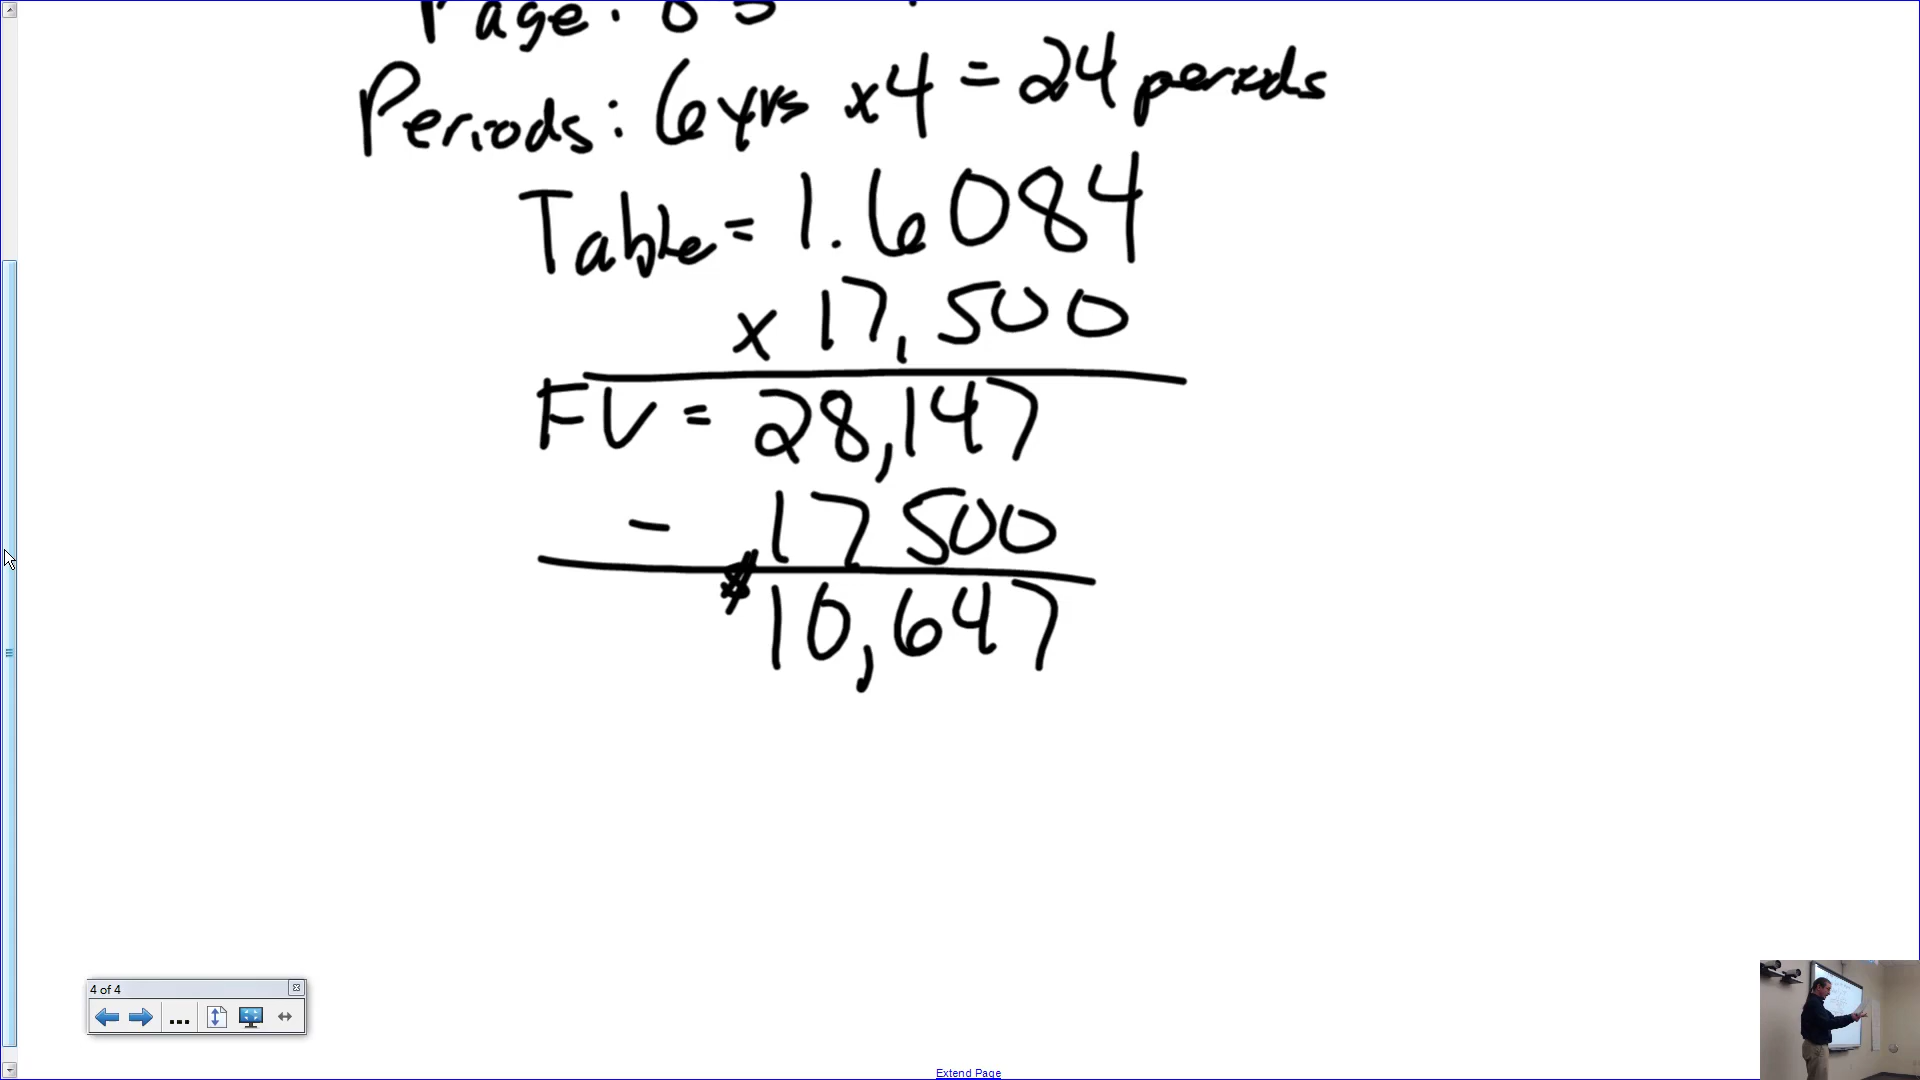 Page:
Periods: 6 yrs x4 = 24 periods
Table = 1.6084
x 17,500
FV = 28,147
- 17 500
$10,647
4 of 4
...
Extend Page